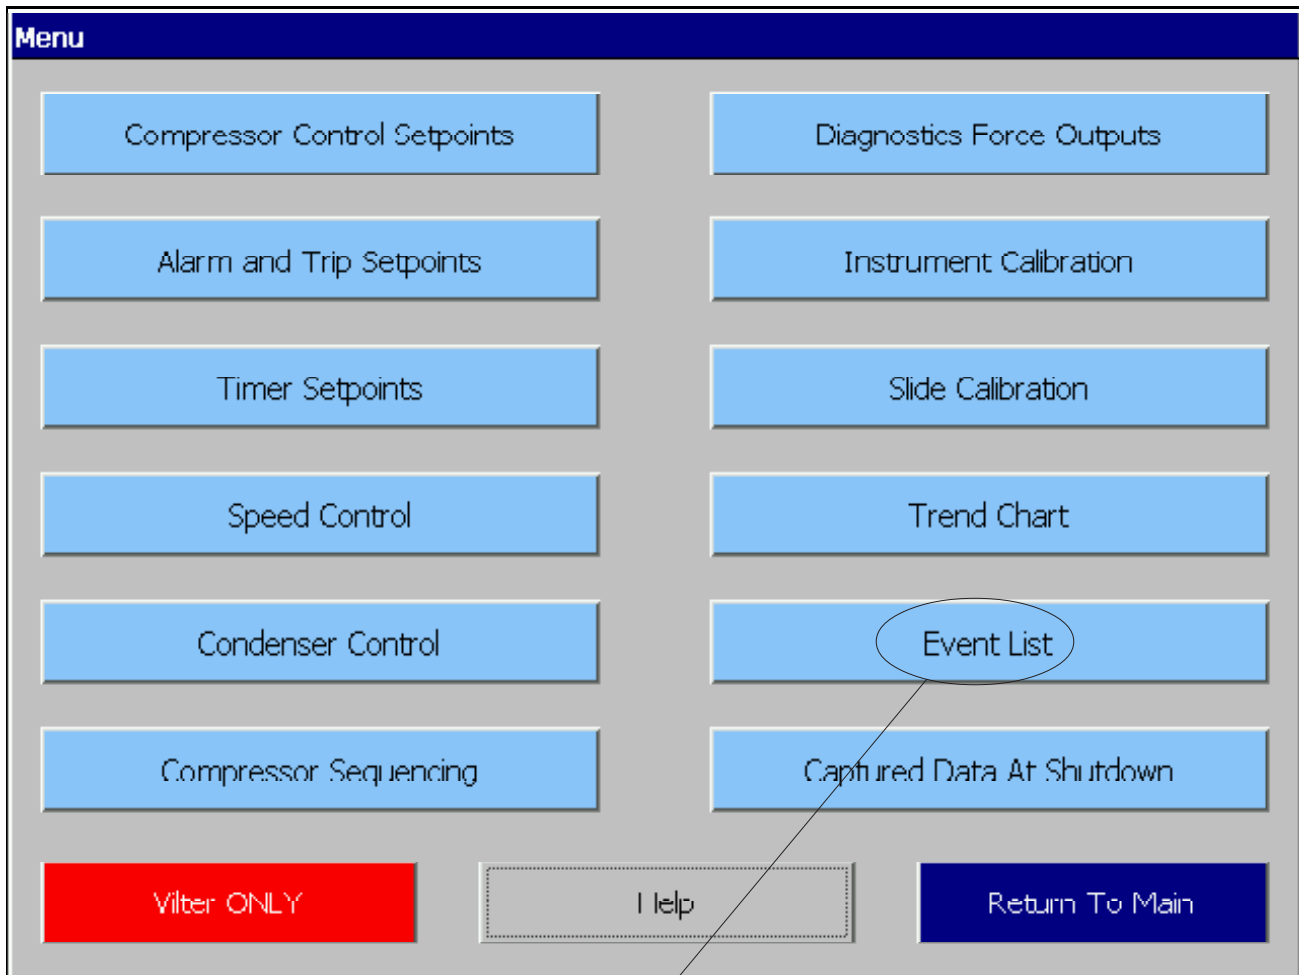 Menu
Compressor Control Setpoints
Diagnostics Force Outputs
Alarm and Trip Setpoints
Instrument Calibration
Timer Setpoints
Slide Calibration
Speed Control
Trend Chart
Condenser Control
Event List
Compressor Sequencing
Captured Data At Shutdown
Vilter ONLY
Help
Return To Main